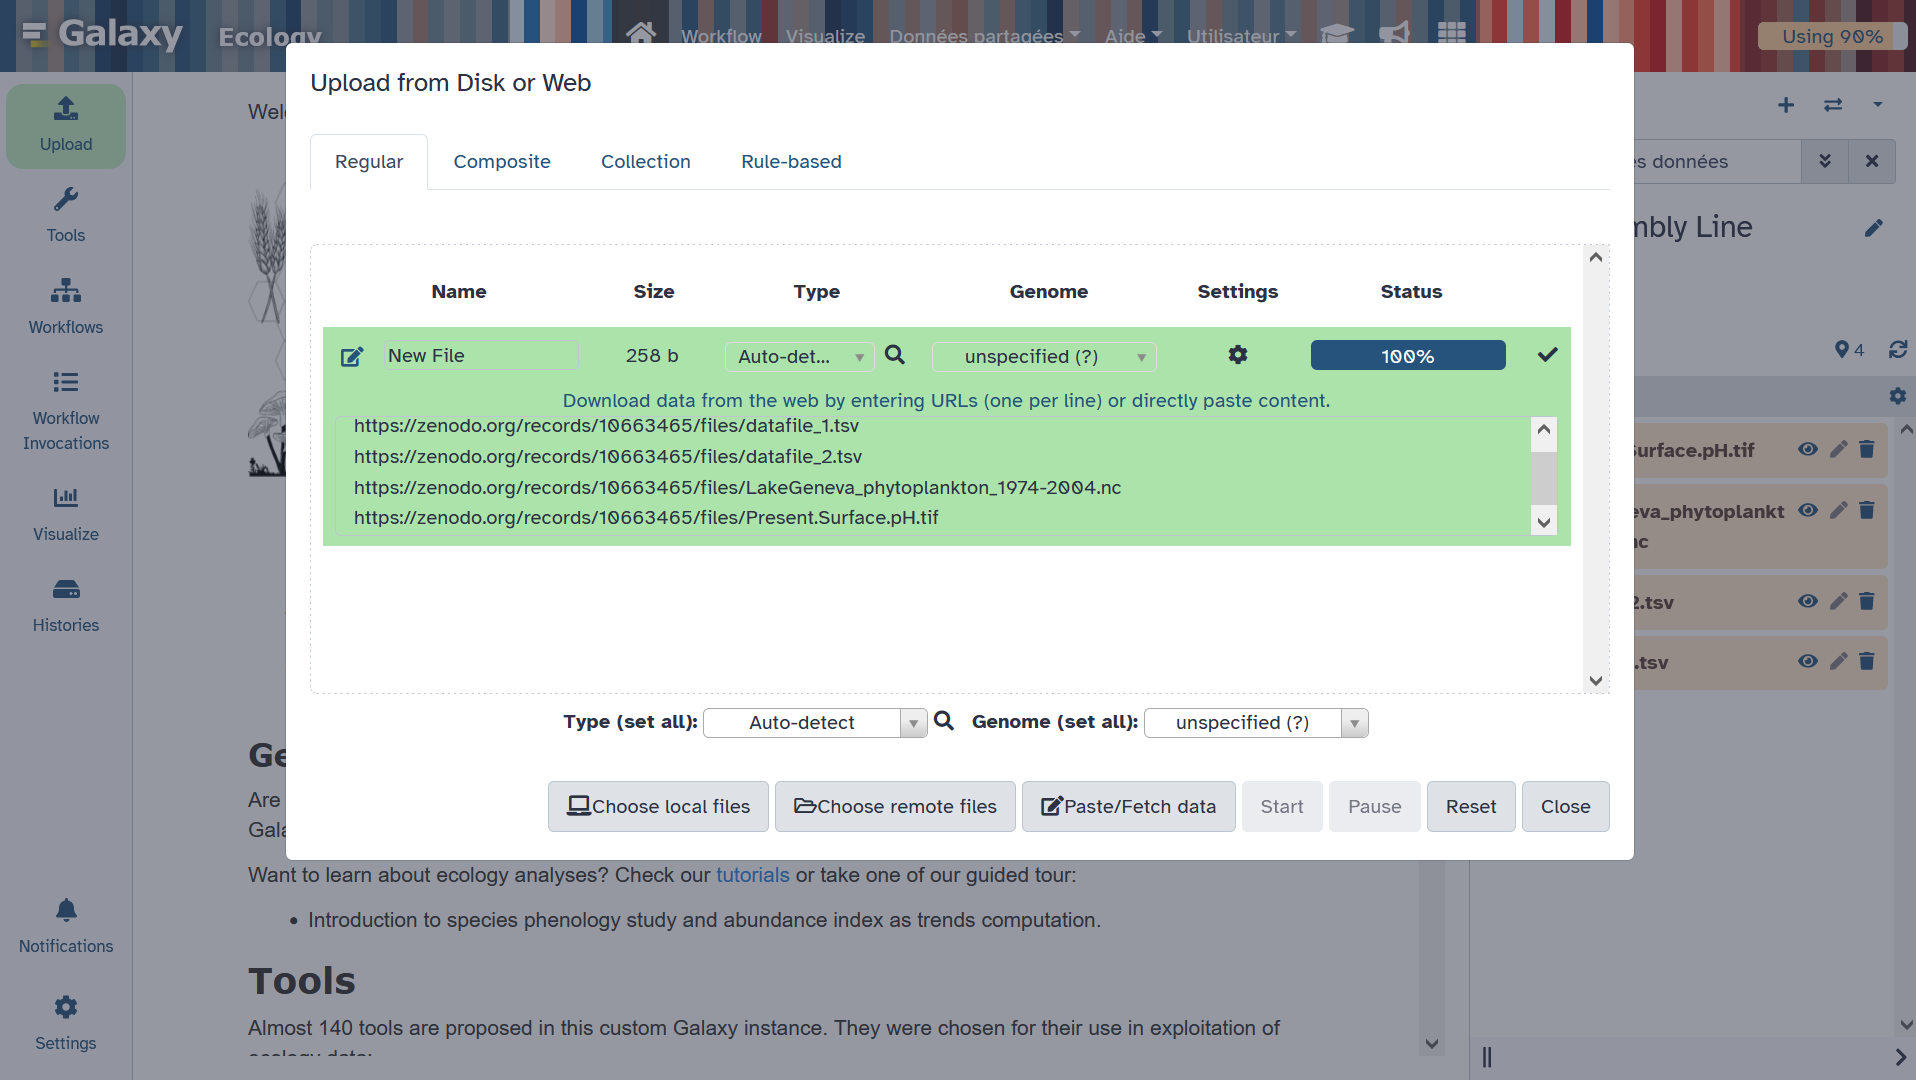 Galaxy Ecology Workflow Visualize Données partagées Aide Utilisateur Using 90%
Upload from Disk or Web
Regular Composite Collection Rule-based
Name Size Type Genome Settings Status
New File 258 b Auto-det... unspecified (?) 100%
Download data from the web by entering URLs (one per line) or directly paste content.
https://zenodo.org/records/10663465/files/datafile_1.tsv
https://zenodo.org/records/10663465/files/datafile_2.tsv
https://zenodo.org/records/10663465/files/LakeGeneva_phytoplankton_1974-2004.nc
https://zenodo.org/records/10663465/files/Present.Surface.pH.tif
Type (set all): Auto-detect Genome (set all): unspecified (?)
Choose local files Choose remote files Paste/Fetch data Start Pause Reset Close
Upload
Tools
Workflows
Workflow
Invocations
Visualize
Histories
Notifications
Settings
Are
Want to learn about ecology analyses? Check our tutorials or take one of our guided tour:
• Introduction to species phenology study and abundance index as trends computation.
Tools
Almost 140 tools are proposed in this custom Galaxy instance. They were chosen for their use in exploitation of
ecology data:
données
Line
4
urface.pH.tif
eva_phytoplankt
nc
2.tsv
.tsv